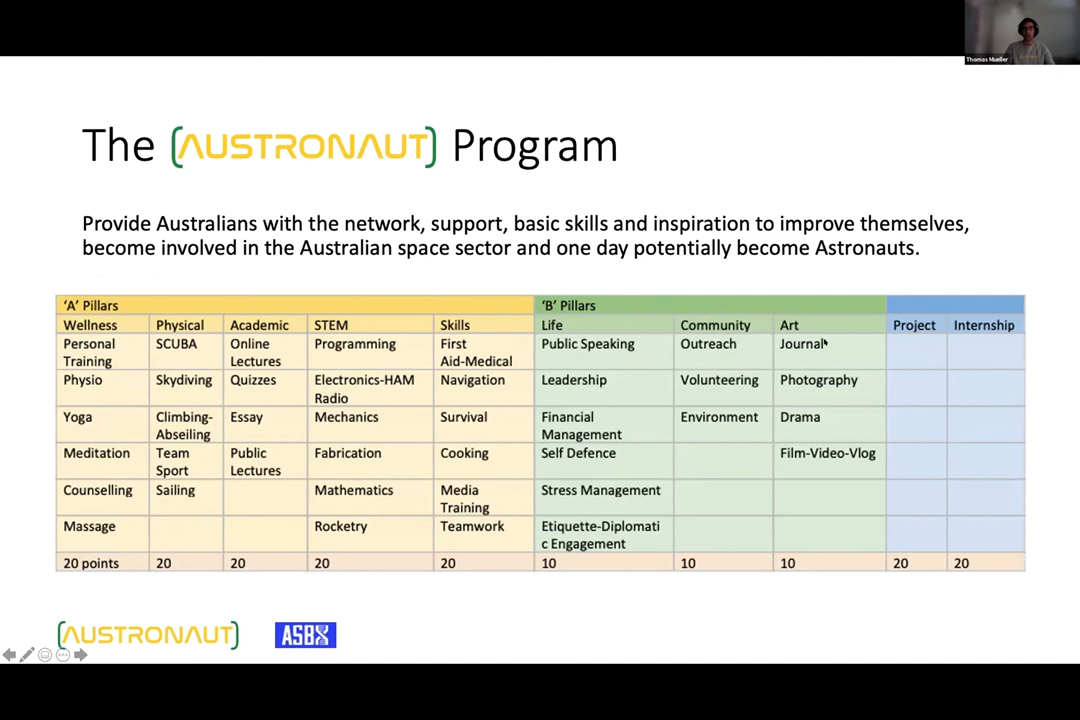 Thomas Mueller
The (AUSTRONAUT) Program
Provide Australians with the network, support, basic skills and inspiration to improve themselves,
become involved in the Australian space sector and one day potentially become Astronauts.
‘A’ Pillars ‘B’ Pillars
Wellness Physical Academic STEM Skills Life Community Art Project Internship
Personal SCUBA Online Programming First Public Speaking Outreach Journal
Training Lectures Aid-Medical
Physio Skydiving Quizzes Electronics-HAM Navigation Leadership Volunteering Photography
Radio
Yoga Climbing- Essay Mechanics Survival Financial Environment Drama
Abseiling Management
Meditation Team Public Fabrication Cooking Self Defence Film-Video-Vlog
Sport Lectures
Counselling Sailing Mathematics Media Stress Management
Training
Massage Rocketry Teamwork Etiquette-Diplomati
c Engagement
20 points 20 20 20 20 10 10 10 20 20
(AUSTRONAUT) ASBX